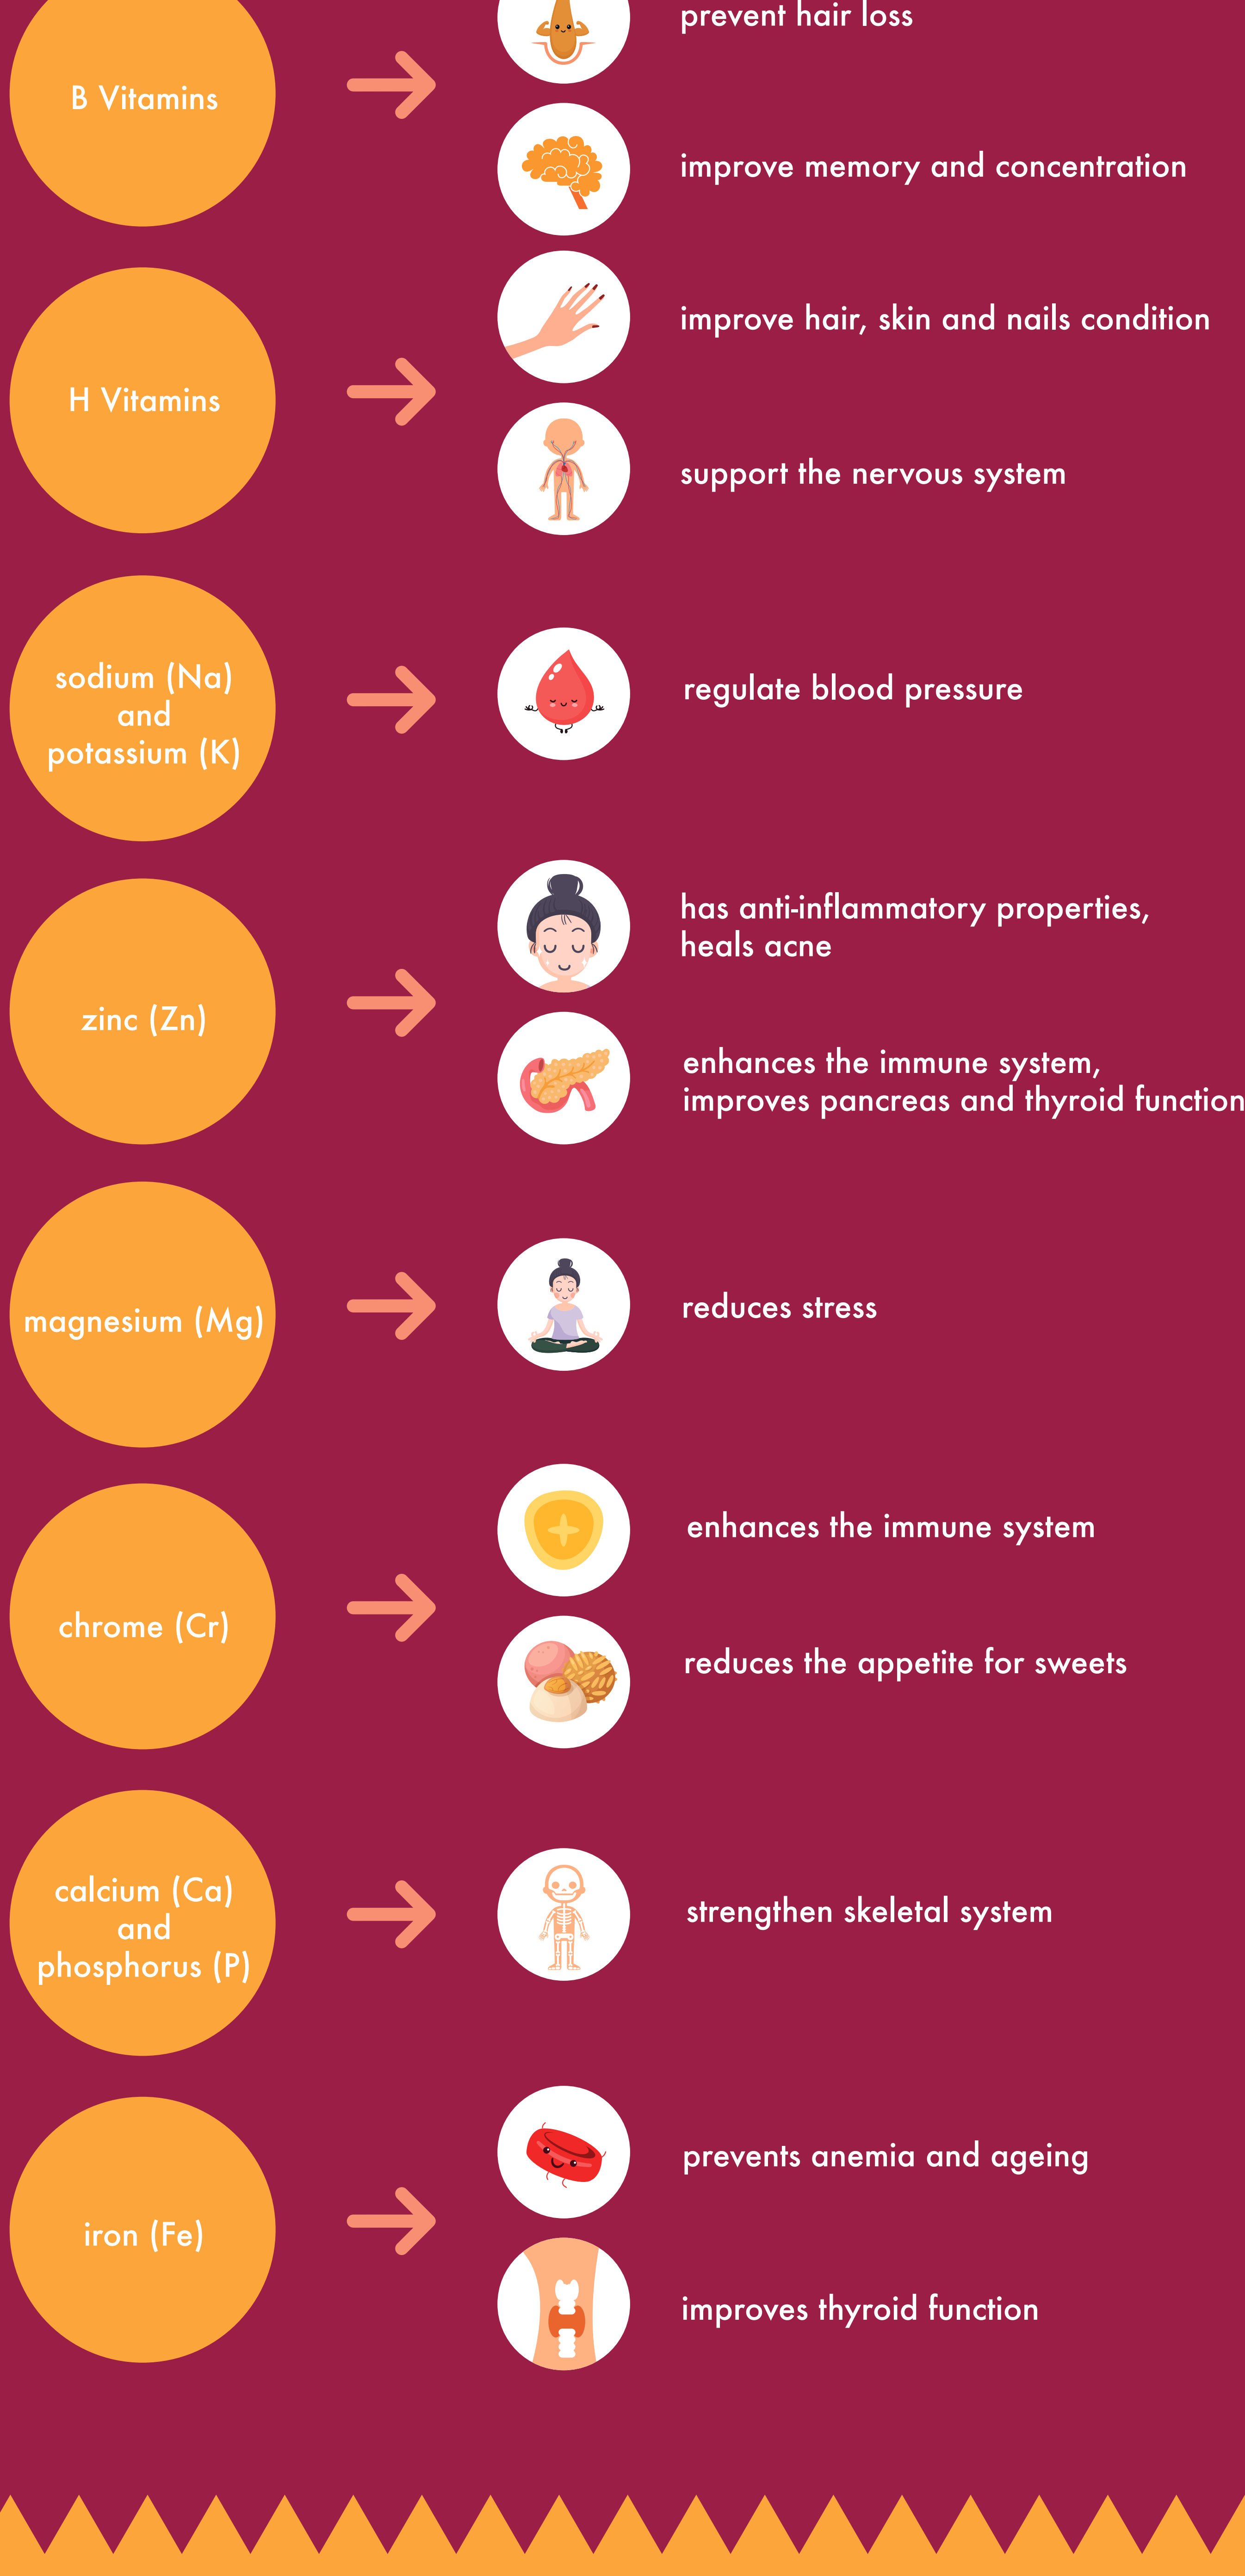 prevent hair loss
B Vitamins
improve memory and concentration
H Vitamins
improve hair, skin and nails condition
support the nervous system
sodium (Na)
and
potassium (K)
regulate blood pressure
zinc (Zn)
has anti-inflammatory properties,
heals acne
enhances the immune system,
improves pancreas and thyroid function
magnesium (Mg)
reduces stress
chrome (Cr)
enhances the immune system
reduces the appetite for sweets
calcium (Ca)
and
phosphorus (P)
strengthen skeletal system
iron (Fe)
prevents anemia and ageing
improves thyroid function